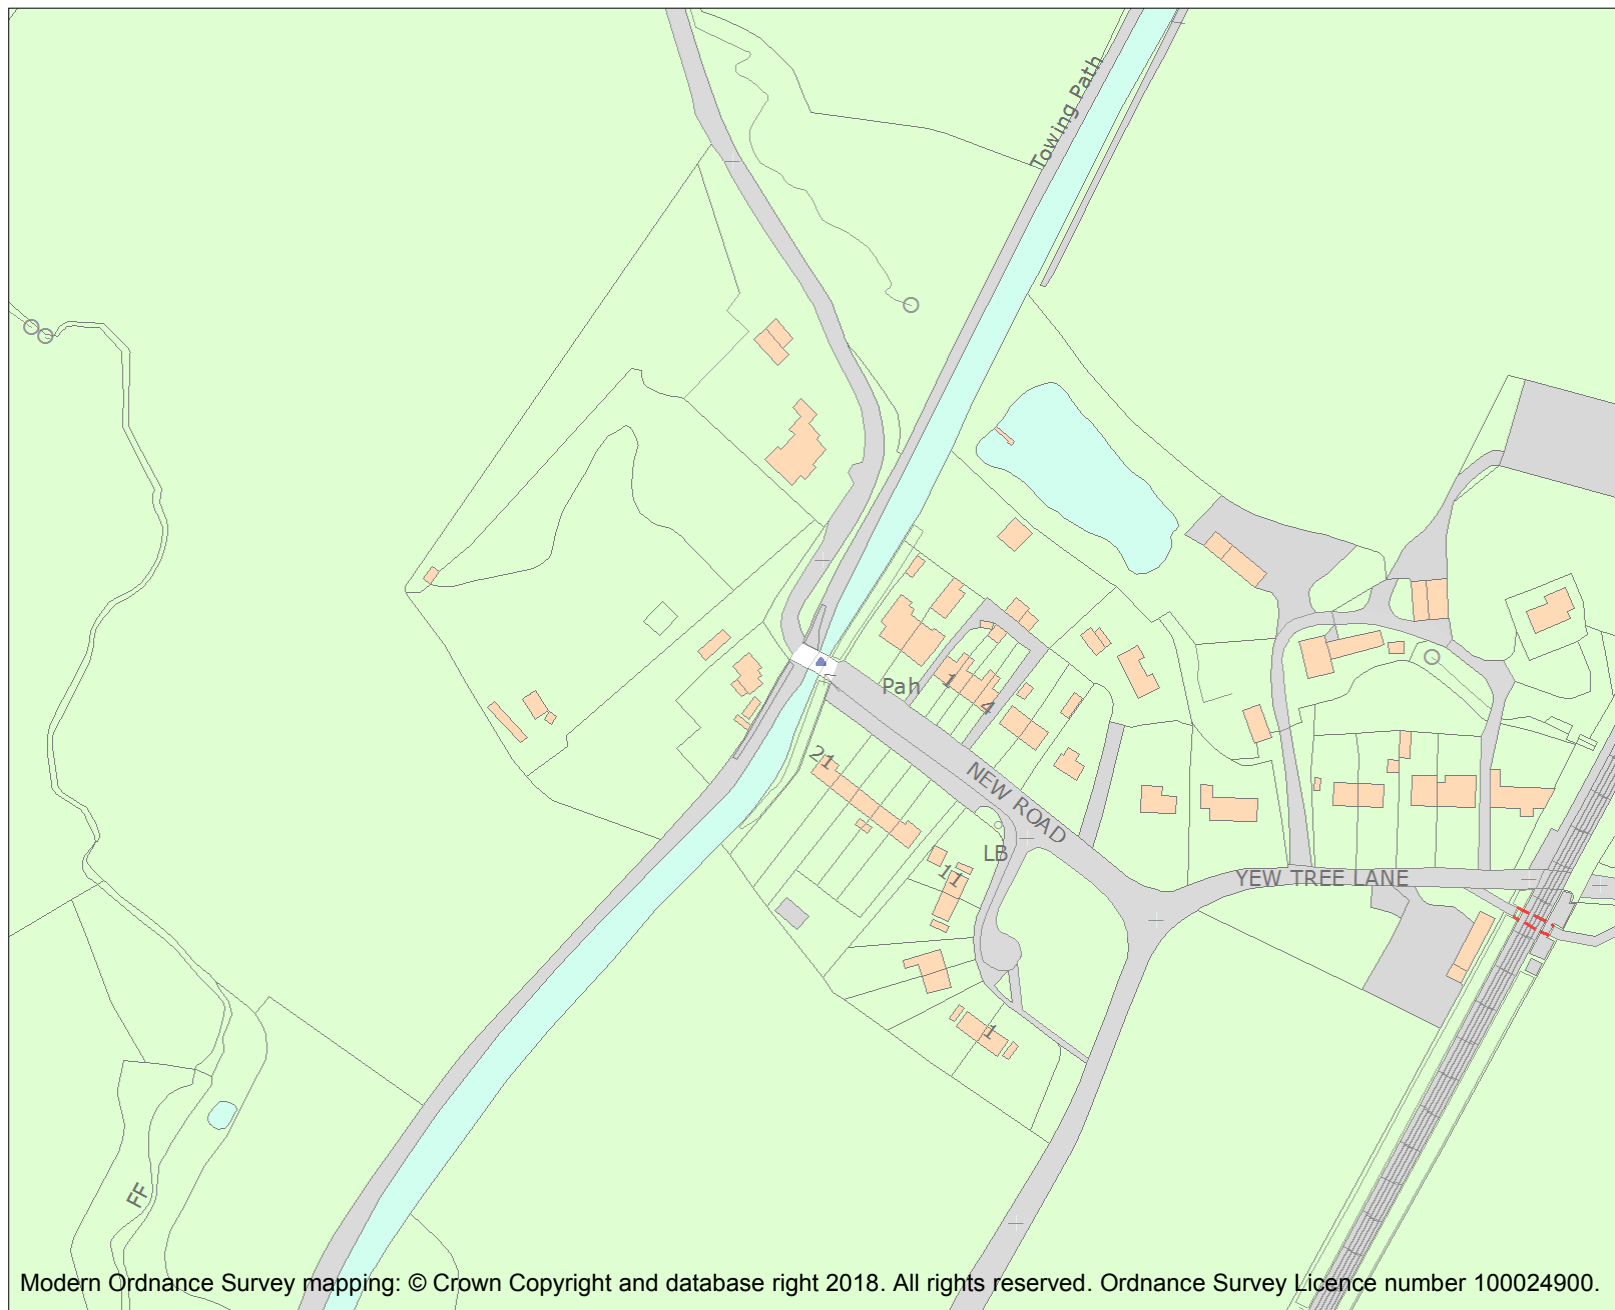 Towing Path
Pah
1
4
21
NEW ROAD
LB
11
YEW TREE LANE
1
FF
Modern Ordnance Survey mapping: © Crown Copyright and database right 2018. All rights reserved. Ordnance Survey Licence number 100024900.